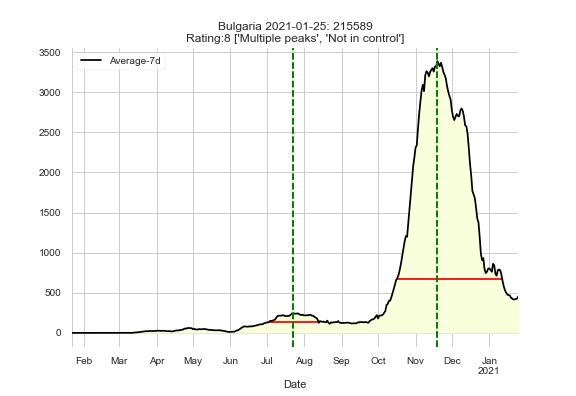 Bulgaria 2021-01-25: 215589
Rating:8 ['Multiple peaks', 'Not in control']
Average-7d
3500
3000
2500
2000
1500
1000
500
0
Feb Mar Apr May Jun Jul Aug Sep Oct Nov Dec Jan
2021
Date